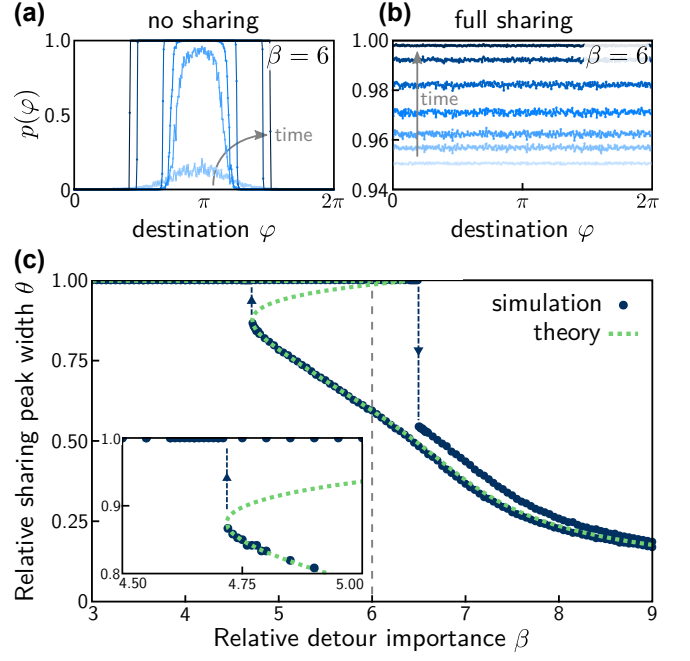 (a) no sharing
(b) full sharing
1.0
0.5
0
p(φ)
β = 6
time
0
π
2π
destination φ
1.00
0.98
0.96
0.94
β = 6
time
0
π
2π
destination φ
(c)
1.00
0.75
0.50
0.25
0
Relative sharing peak width θ
simulation
theory
1.0
0.9
0.8
4.50
4.75
5.00
3
4
5
6
7
8
9
Relative detour importance β